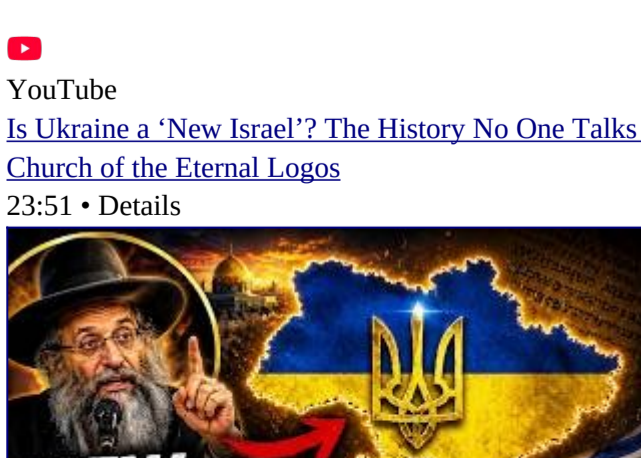 YouTube
Is Ukraine a ‘New Israel’? The History No One Talks
Church of the Eternal Logos
23:51 • Details